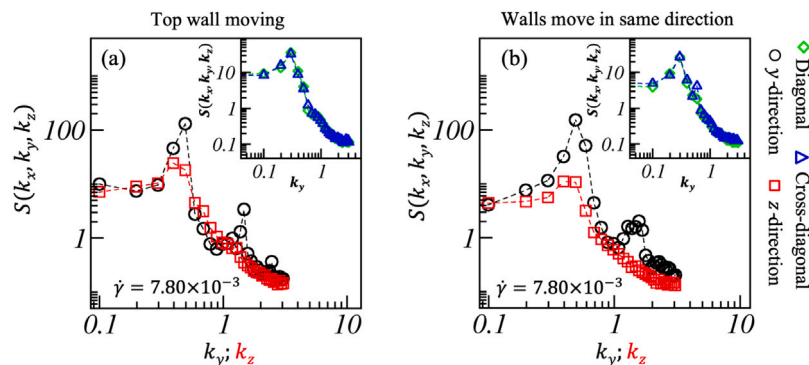 Top wall moving
(a)
S(kx, ky, kz)
100
1
0.1
1
10
ky; kz
γ̇ = 7.80×10⁻³
S(kx, ky, kz)
10
1
0.1
0.1
1
ky
Walls move in same direction
(b)
S(kx, ky, kz)
100
1
0.1
1
10
ky; kz
γ̇ = 7.80×10⁻³
S(kx, ky, kz)
10
1
0.1
0.1
1
ky
y-direction
Diagonal
z-direction
Cross-diagonal